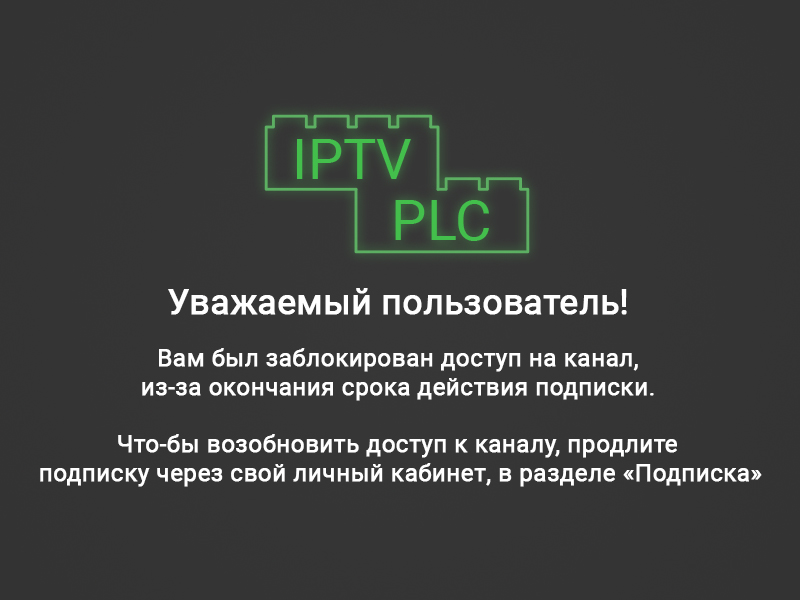 IPTV
PLC
Уважаемый пользователь!
Вам был заблокирован доступ на канал,
из-за окончания срока действия подписки.
Что-бы возобновить доступ к каналу, продлите
подписку через свой личный кабинет, в разделе «Подписка»